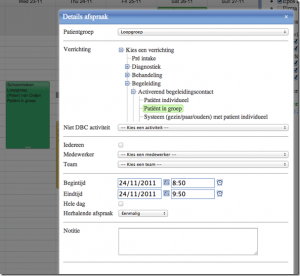 Details afspraak
Patientgroep
Loopgroep
Verrichting
Kies een verrichting
Pré intake
Diagnostiek
Behandeling
Begeleiding
Activerend begeleidingscontact
Patiënt individueel
Patiënt in groep
Systeem (gezin/paar/ouders) met patient individueel
Niet DBC activiteit
--- Kies een activiteit ---
Iedereen
Medewerker
--- Kies een medewerker ---
Team
--- Kies een team ---
Begintijd 24/11/2011 8:50
Eindtijd 24/11/2011 9:50
Hele dag
Herhalende afspraak
Eenmalig
Notitie